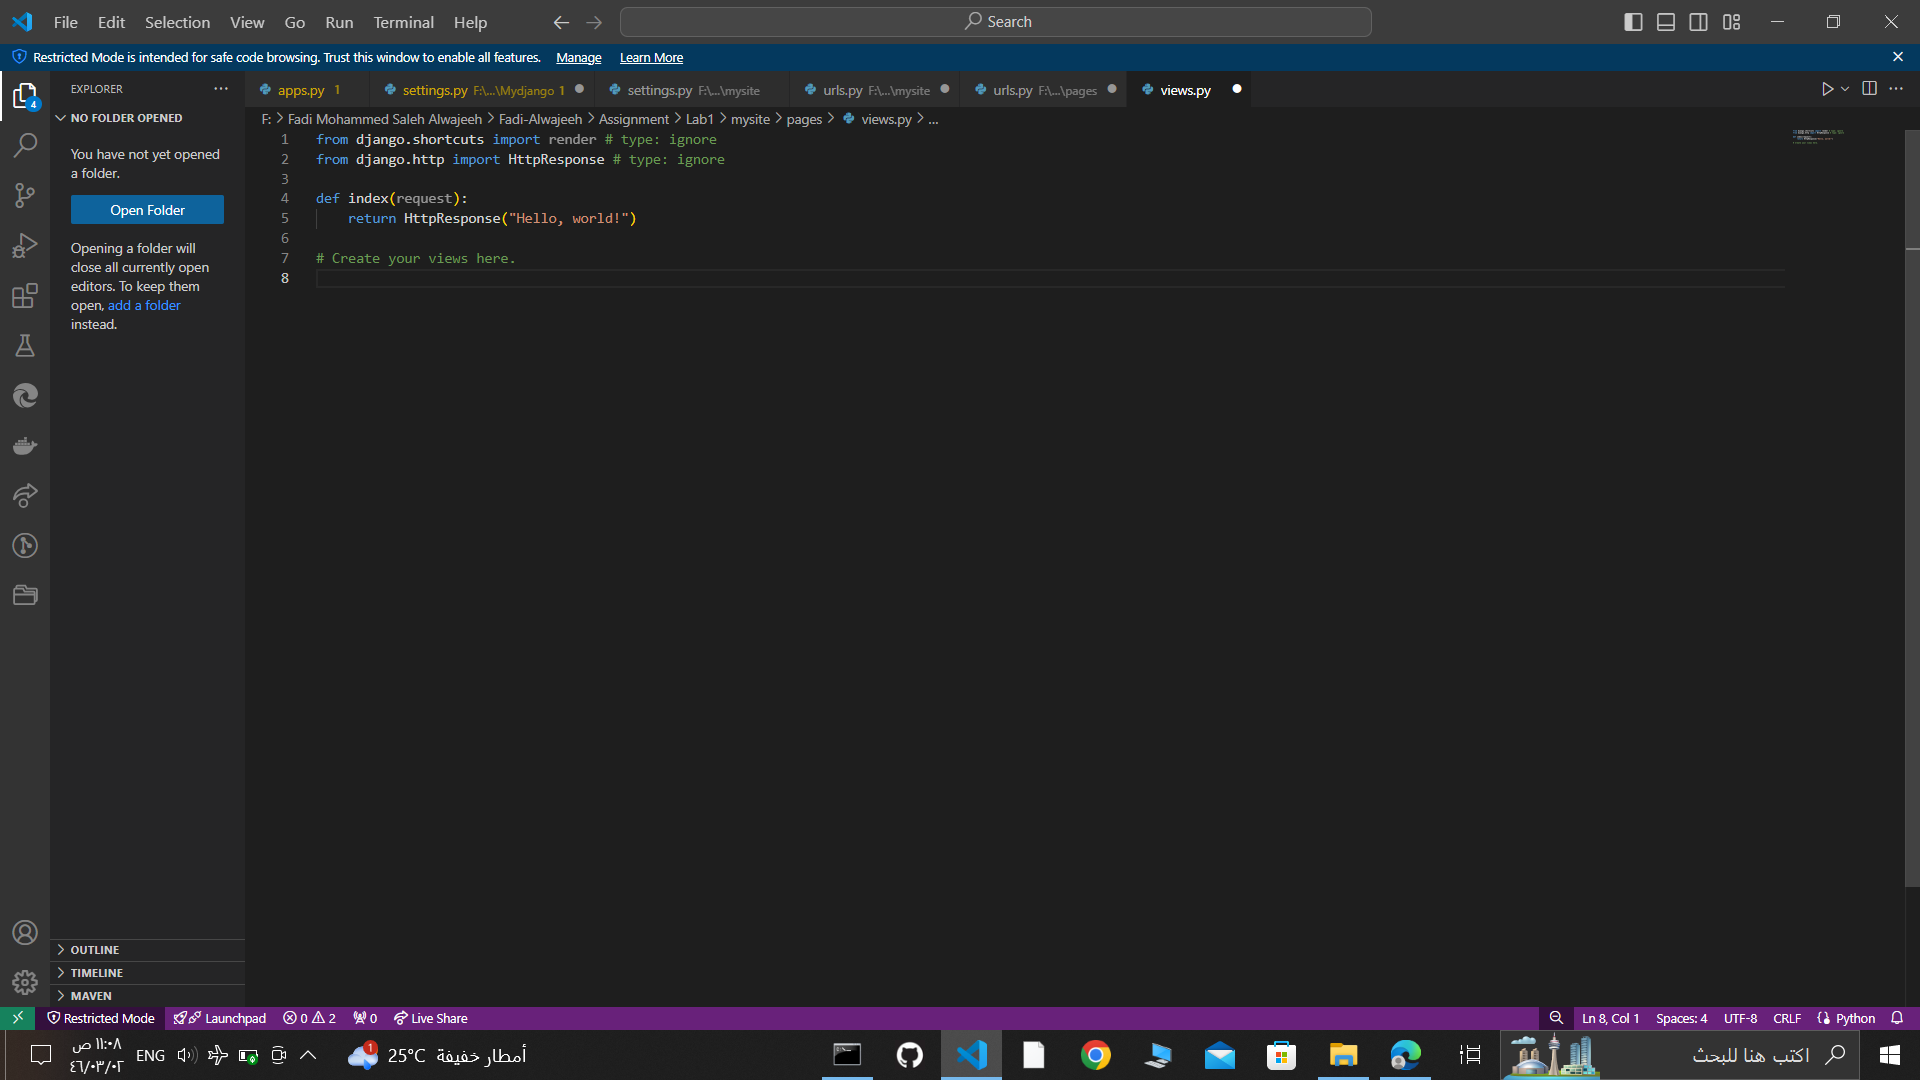 File Edit Selection View Go Run Terminal Help
Search
Restricted Mode is intended for safe code browsing. Trust this window to enable all features. Manage Learn More
EXPLORER
NO FOLDER OPENED
You have not yet opened
a folder.
Open Folder
Opening a folder will
close all currently open
editors. To keep them
open, add a folder
instead.
OUTLINE
TIMELINE
MAVEN
4
apps.py 1
settings.py F:\...\Mydjango 1
settings.py F:\...\mysite
urls.py F:\...\mysite
urls.py F:\...\pages
views.py
F: > Fadi Mohammed Saleh Alwajeeh > Fadi-Alwajeeh > Assignment > Lab1 > mysite > pages > views.py > ...
1 from django.shortcuts import render # type: ignore
2 from django.http import HttpResponse # type: ignore
3
4 def index(request):
5 return HttpResponse("Hello, world!")
6
7 # Create your views here.
8
Restricted Mode Launchpad 0 2 0 Live Share
Ln 8, Col 1 Spaces: 4 UTF-8 CRLF Python
١١:٠٨ ص
٤٦/٠٣/٠٢
ENG
1
25°C أمطار خفيفة
اكتب هنا للبحث